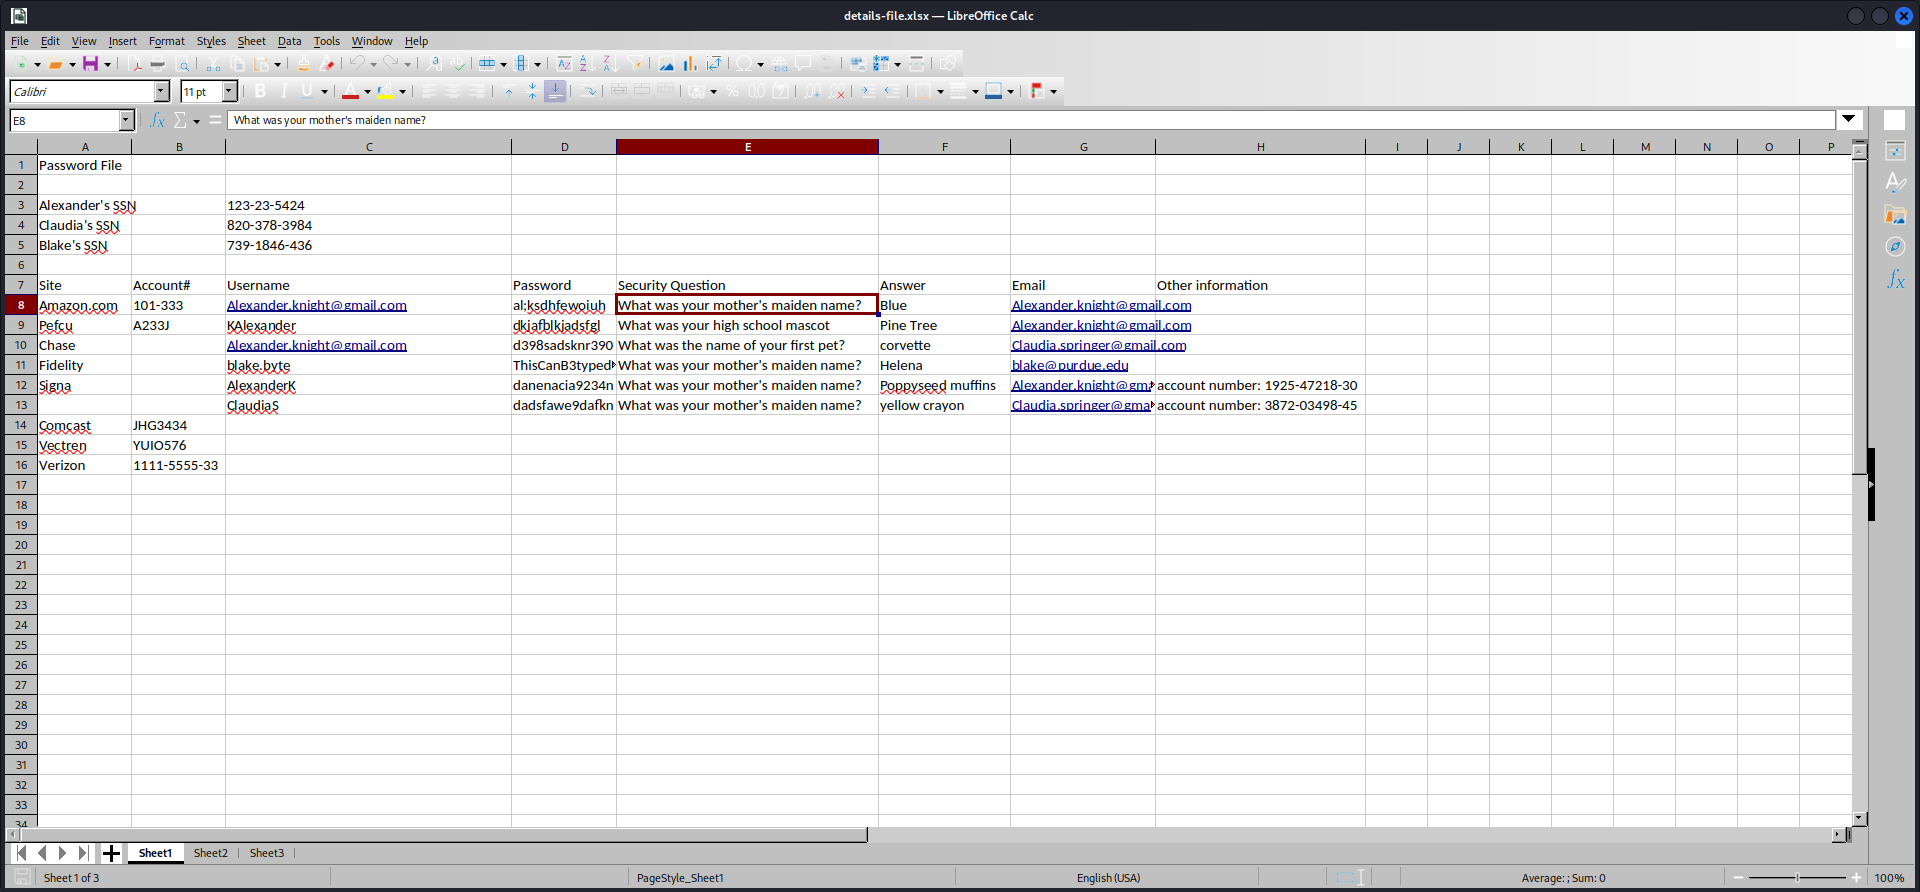 details-file.xlsx — LibreOffice Calc
File Edit View Insert Format Styles Sheet Data Tools Window Help
Calibri 11 pt
E8 What was your mother's maiden name?
A B C D E F G H I J K L M N O P
1 Password File
2
3 Alexander's SSN 123-23-5424
4 Claudia's SSN 820-378-3984
5 Blake's SSN 739-1846-436
6
7 Site Account# Username Password Security Question Answer Email Other information
8 Amazon.com 101-333 Alexander.knight@gmail.com al;ksdhfewoiuh What was your mother's maiden name? Blue Alexander.knight@gmail.com
9 Pefcu A233J KAlexander dkjafblkjadsfgl What was your high school mascot Pine Tree Alexander.knight@gmail.com
10 Chase Alexander.knight@gmail.com d398sadsknr390 What was the name of your first pet? corvette Claudia.springer@gmail.com
11 Fidelity blake.byte ThisCanB3typed What was your mother's maiden name? Helena blake@purdue.edu
12 Signa AlexanderK danenacia9234n What was your mother's maiden name? Poppyseed muffins Alexander.knight@gma account number: 1925-47218-30
13 ClaudiaS dadsfawe9dafkn What was your mother's maiden name? yellow crayon Claudia.springer@gma account number: 3872-03498-45
14 Comcast JHG3434
15 Vectren YUIO576
16 Verizon 1111-5555-33
17
18
19
20
21
22
23
24
25
26
27
28
29
30
31
32
33
34
Sheet1 Sheet2 Sheet3
Sheet 1 of 3 PageStyle_Sheet1 English (USA) Average: ; Sum: 0 100%